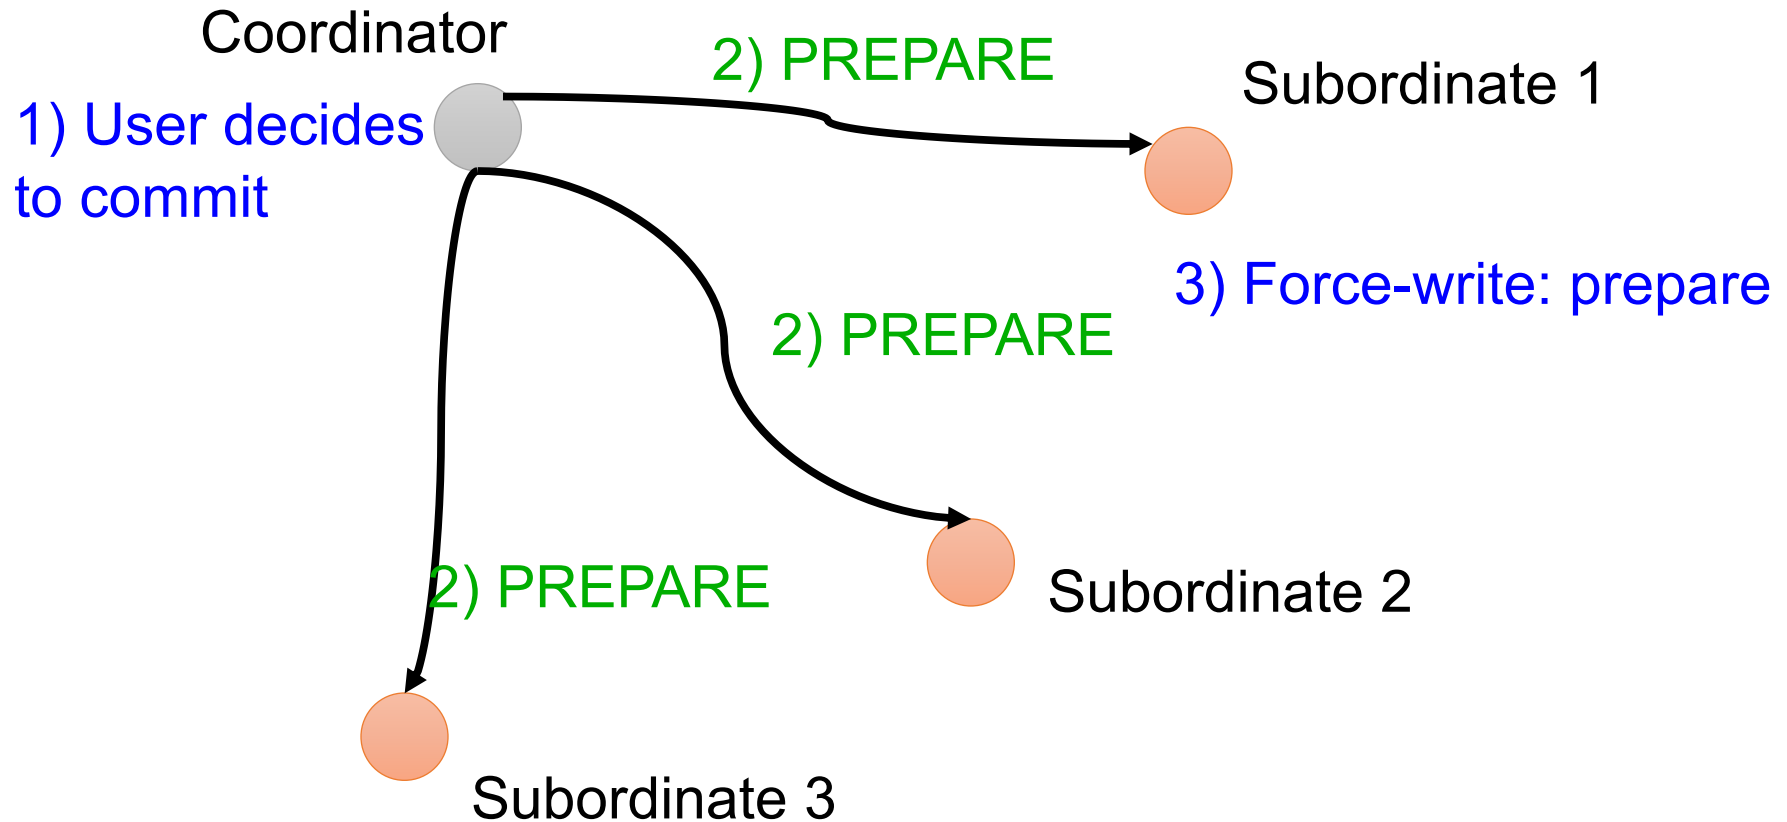 Coordinator
2) PREPARE
Subordinate 1
1) User decides
to commit
3) Force-write: prepare
2) PREPARE
2) PREPARE
Subordinate 2
Subordinate 3